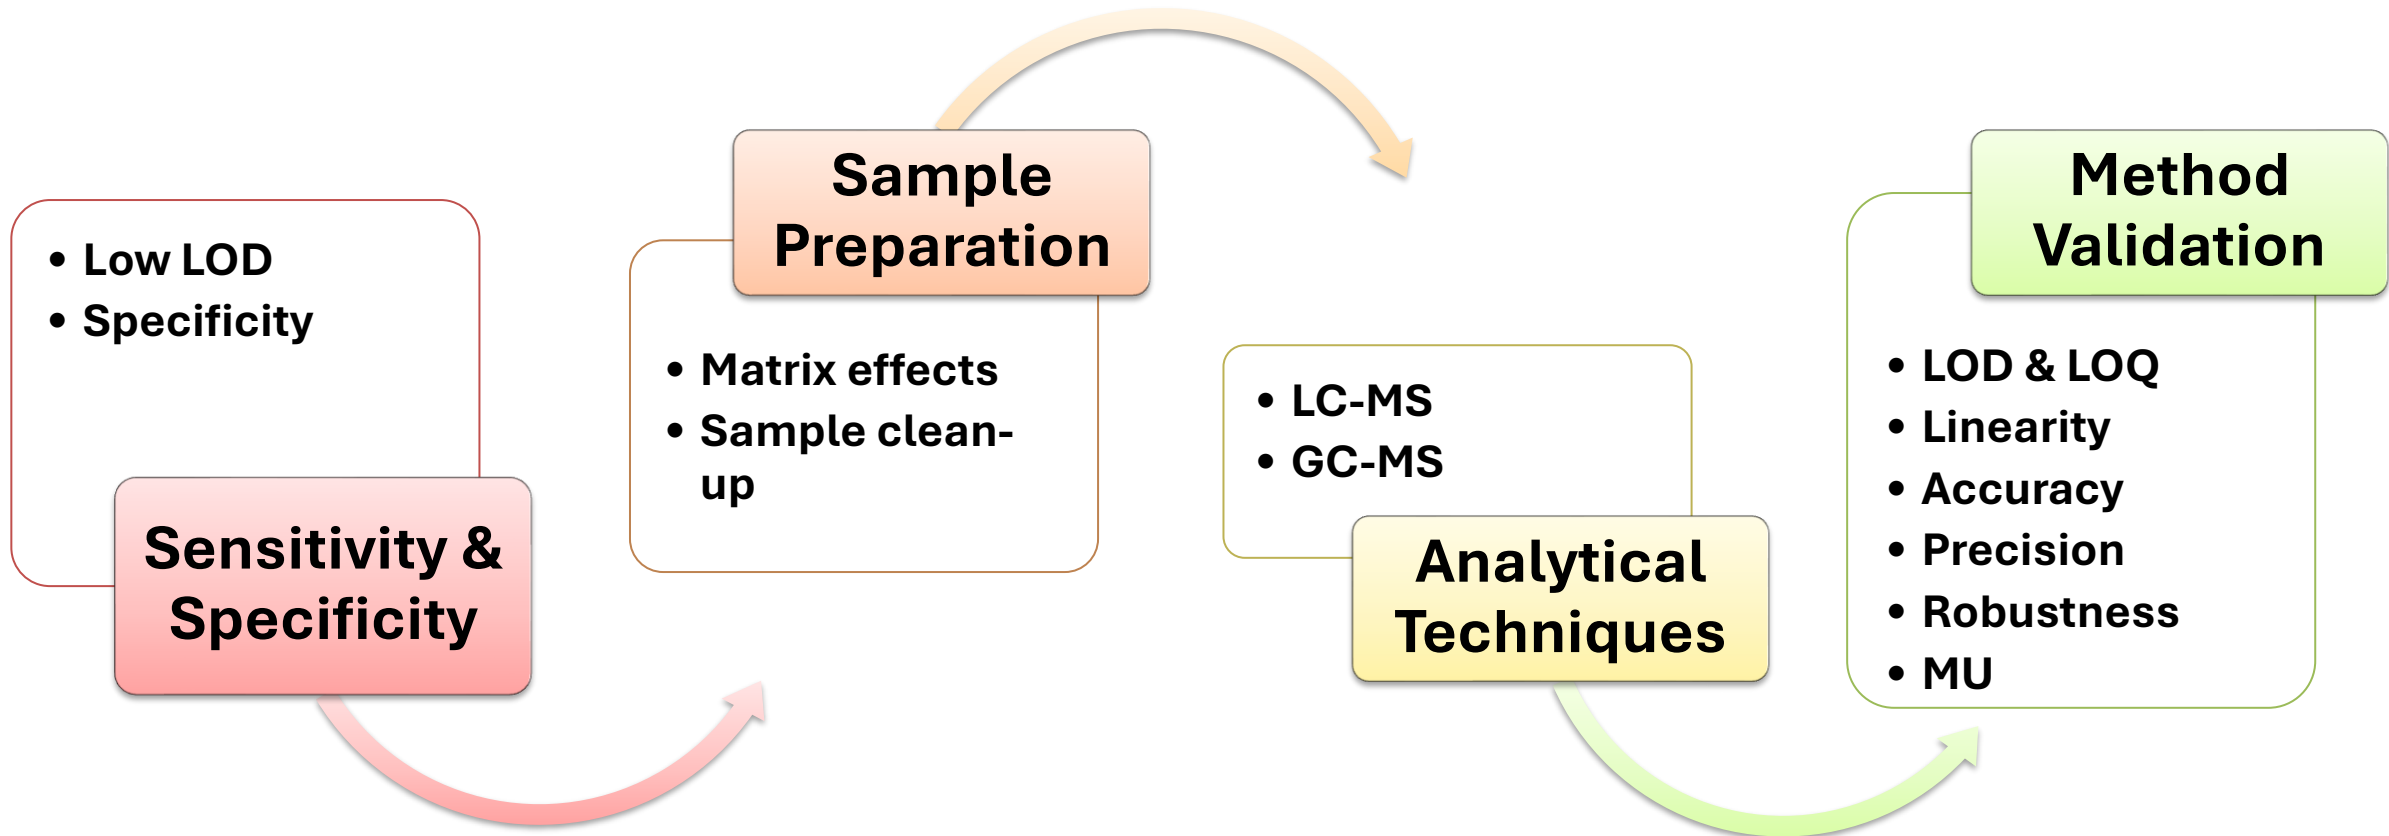 • Low LOD
• Specificity
Sensitivity &
Specificity
Sample
Preparation
• Matrix effects
• Sample clean-
up
• LC-MS
• GC-MS
Analytical
Techniques
Method
Validation
• LOD & LOQ
• Linearity
• Accuracy
• Precision
• Robustness
• MU